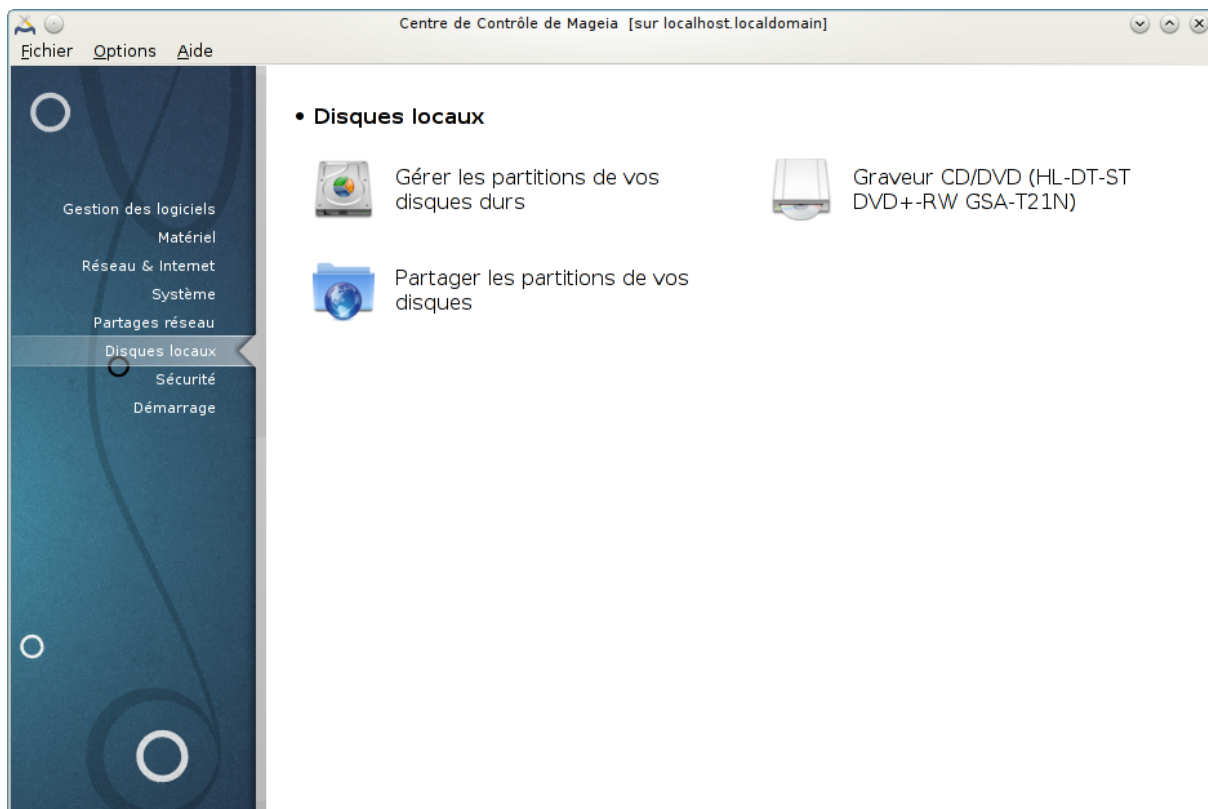 Centre de Contrôle de Mageia [sur localhost.localdomain]
Fichier Options Aide
Gestion des logiciels
Matériel
Réseau & Internet
Système
Partages réseau
Disques locaux
Sécurité
Démarrage
• Disques locaux
Gérer les partitions de vos
disques durs
Graveur CD/DVD (HL-DT-ST
DVD+-RW GSA-T21N)
Partager les partitions de vos
disques